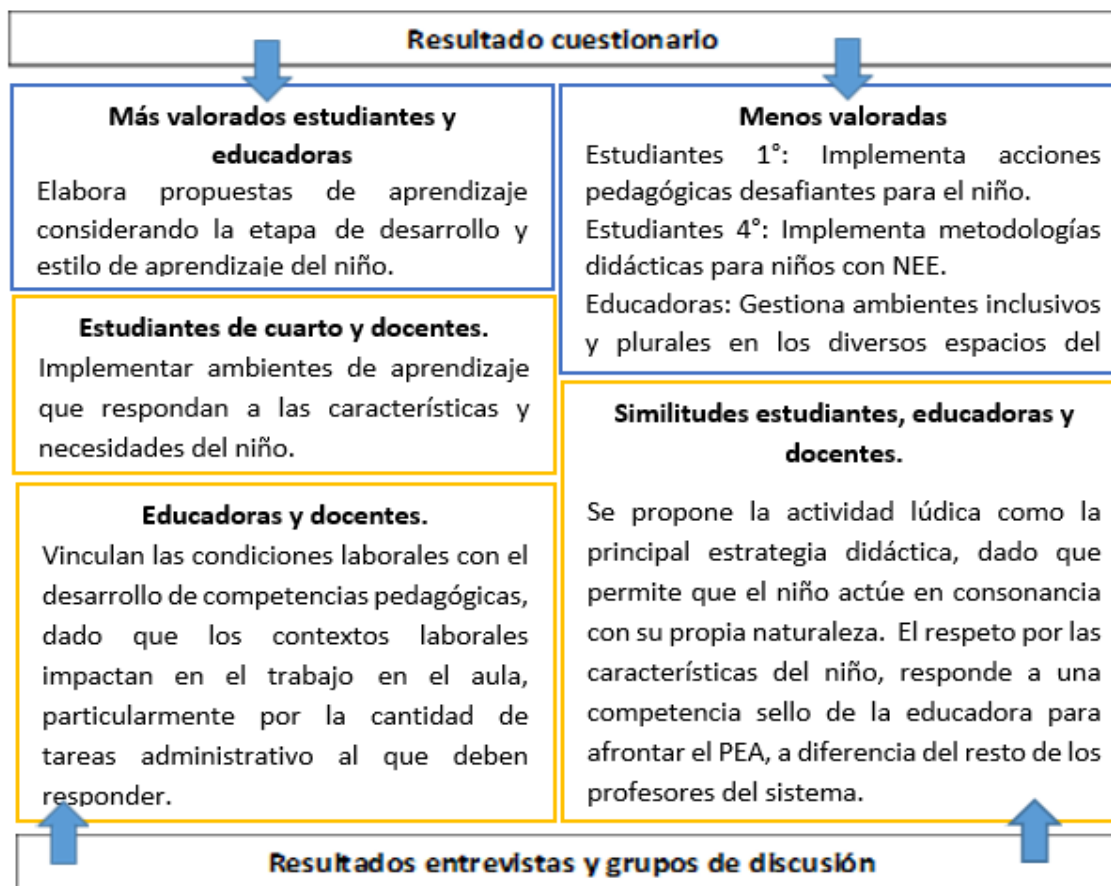 Resultado cuestionario
Más valorados estudiantes y
educadoras
Elabora propuestas de aprendizaje
considerando la etapa de desarrollo y
estilo de aprendizaje del niño.
Menos valoradas
Estudiantes 1°: Implementa acciones
pedagógicas desafiantes para el niño.
Estudiantes 4°: Implementa metodologías
didácticas para niños con NEE.
Educadoras: Gestiona ambientes inclusivos
y plurales en los diversos espacios del
Estudiantes de cuarto y docentes.
Implementar ambientes de aprendizaje
que respondan a las características y
necesidades del niño.
Educadoras y docentes.
Vinculan las condiciones laborales con el
desarrollo de competencias pedagógicas,
dado que los contextos laborales
impactan en el trabajo en el aula,
particularmente por la cantidad de
tareas administrativo al que deben
responder.
Similitudes estudiantes, educadoras y
docentes.
Se propone la actividad lúdica como la
principal estrategia didáctica, dado que
permite que el niño actúe en consonancia
con su propia naturaleza. El respeto por las
características del niño, responde a una
competencia sello de la educadora para
afrontar el PEA, a diferencia del resto de los
profesores del sistema.
Resultados entrevistas y grupos de discusión